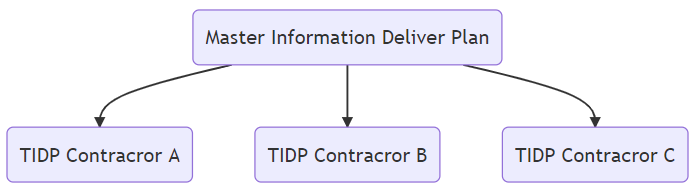 Master Information Deliver Plan
TIDP Contracror A
TIDP Contracror B
TIDP Contracror C